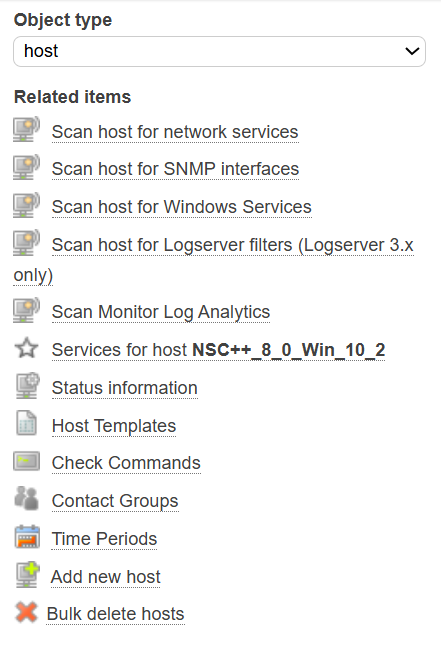 Object type
host
Related items
Scan host for network services
Scan host for SNMP interfaces
Scan host for Windows Services
Scan host for Logserver filters (Logserver 3.x
only)
Scan Monitor Log Analytics
Services for host NSC++_8_0_Win_10_2
Status information
Host Templates
Check Commands
Contact Groups
Time Periods
Add new host
Bulk delete hosts